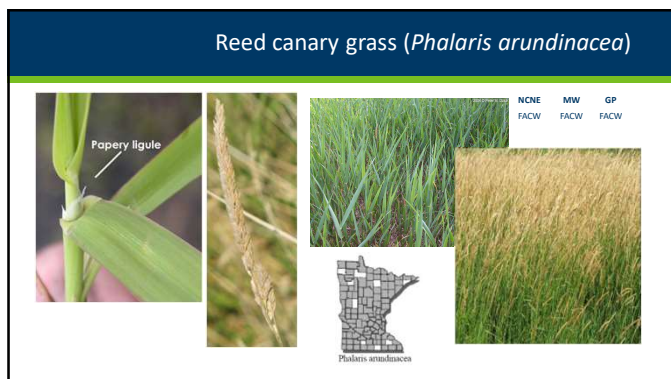 Reed canary grass (Phalaris arundinacea)
Papery ligule
NCNE MW GP
FACW FACW FACW
Phalaris arundinacea